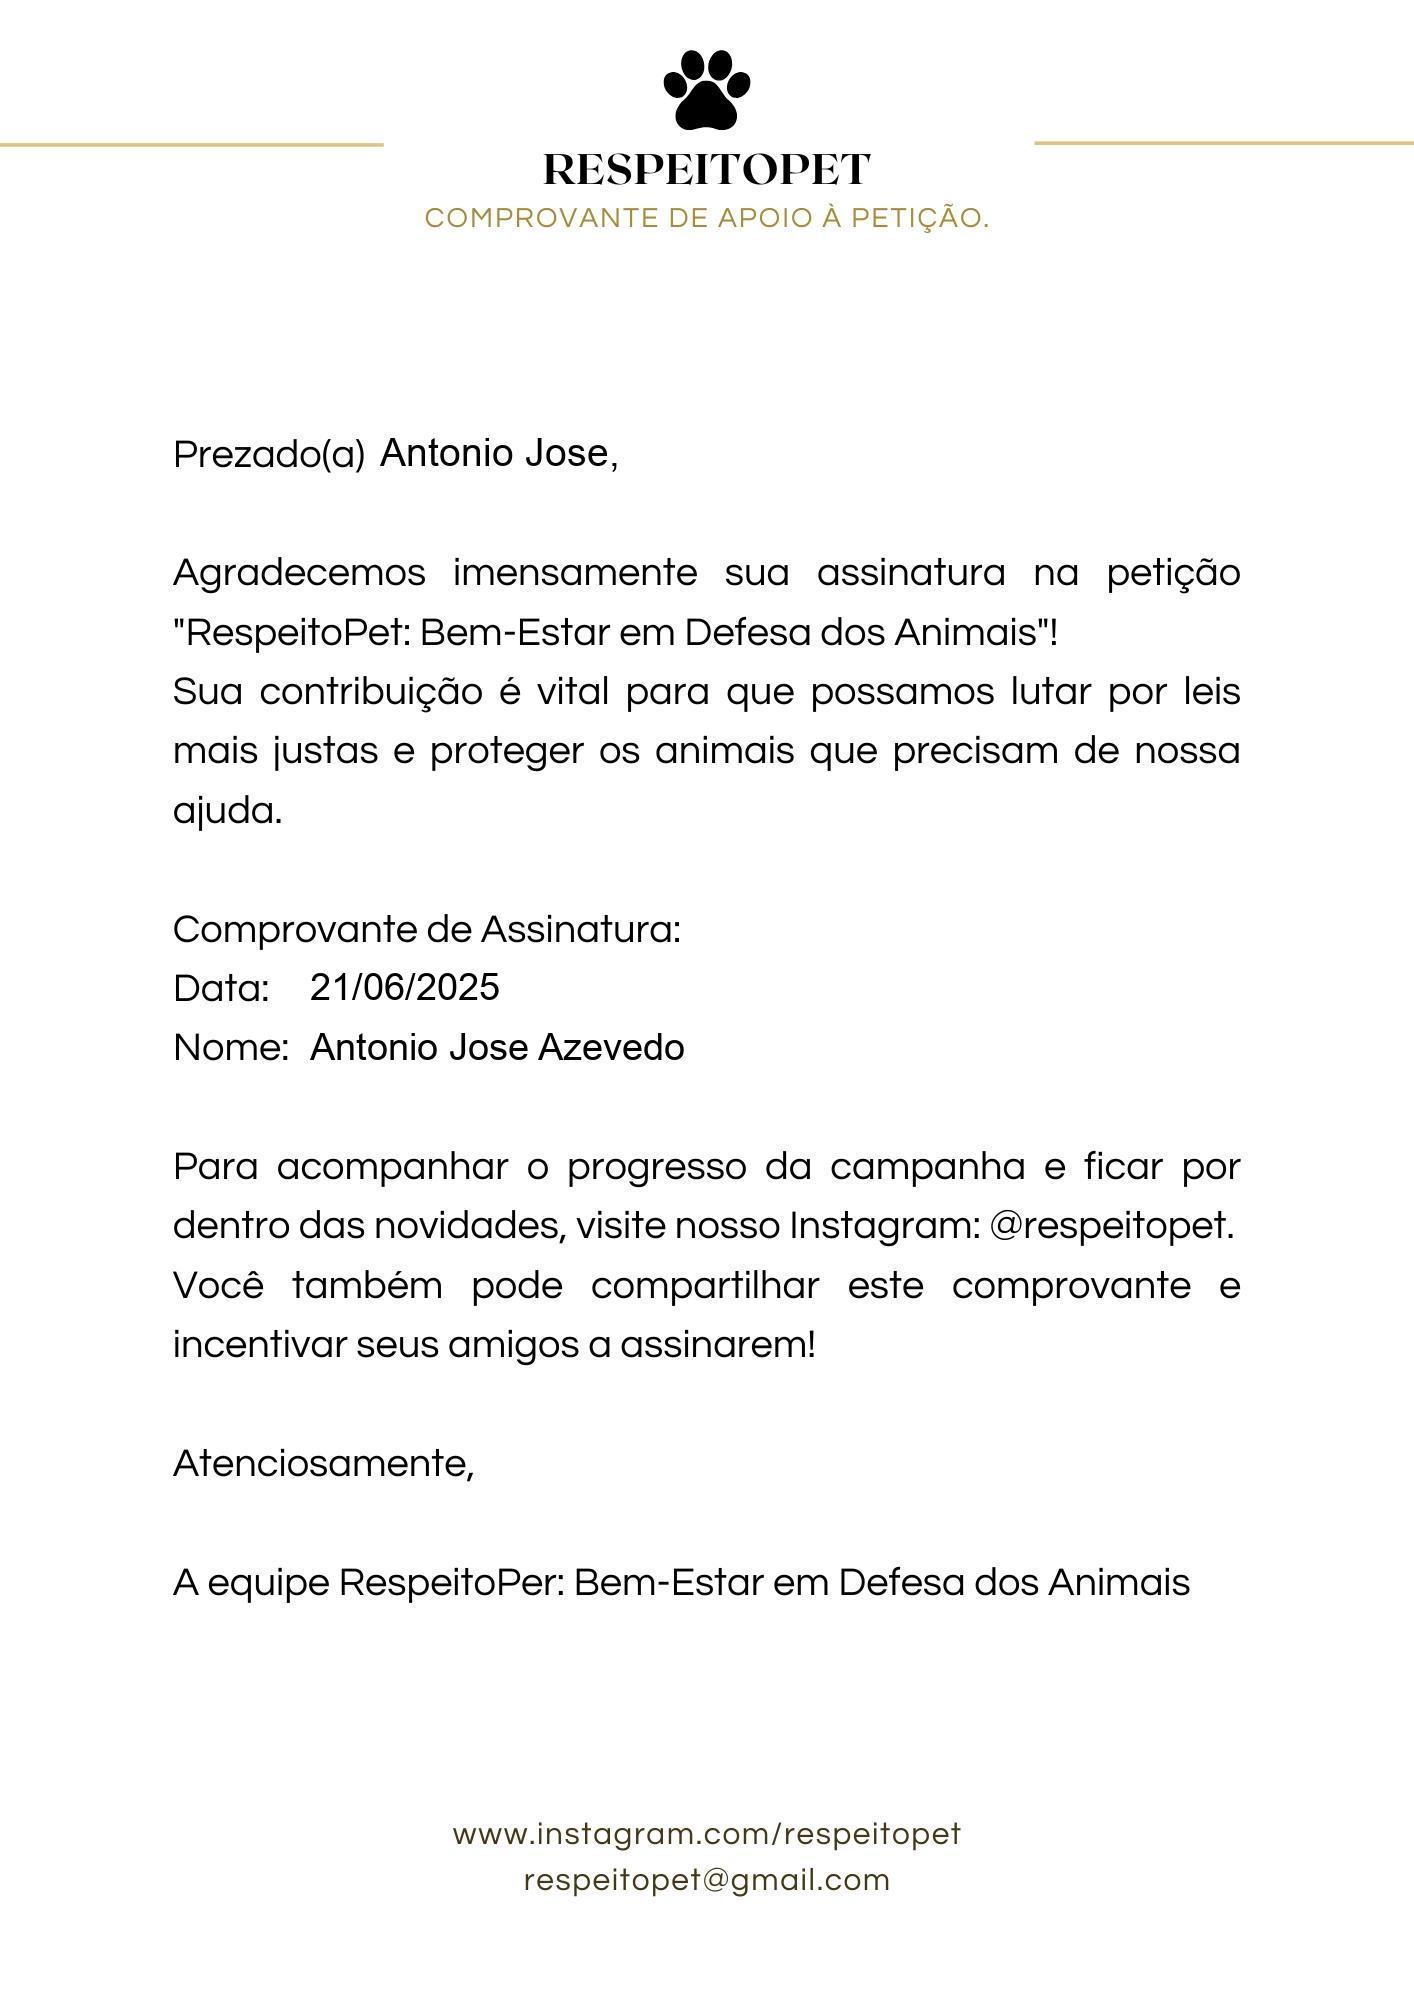 RESPEITOPET
COMPROVANTE DE APOIO À PETIÇÃO.
Prezado(a) Antonio Jose,
Agradecemos imensamente sua assinatura na petição
"RespeitoPet: Bem-Estar em Defesa dos Animais"!
Sua contribuição é vital para que possamos lutar por leis
mais justas e proteger os animais que precisam de nossa
ajuda.
Comprovante de Assinatura:
Data: 21/06/2025
Nome: Antonio Jose Azevedo
Para acompanhar o progresso da campanha e ficar por
dentro das novidades, visite nosso Instagram: @respeitopet.
Você também pode compartilhar este comprovante e
incentivar seus amigos a assinarem!
Atenciosamente,
A equipe RespeitoPer: Bem-Estar em Defesa dos Animais
www.instagram.com/respeitopet
respeitopet@gmail.com